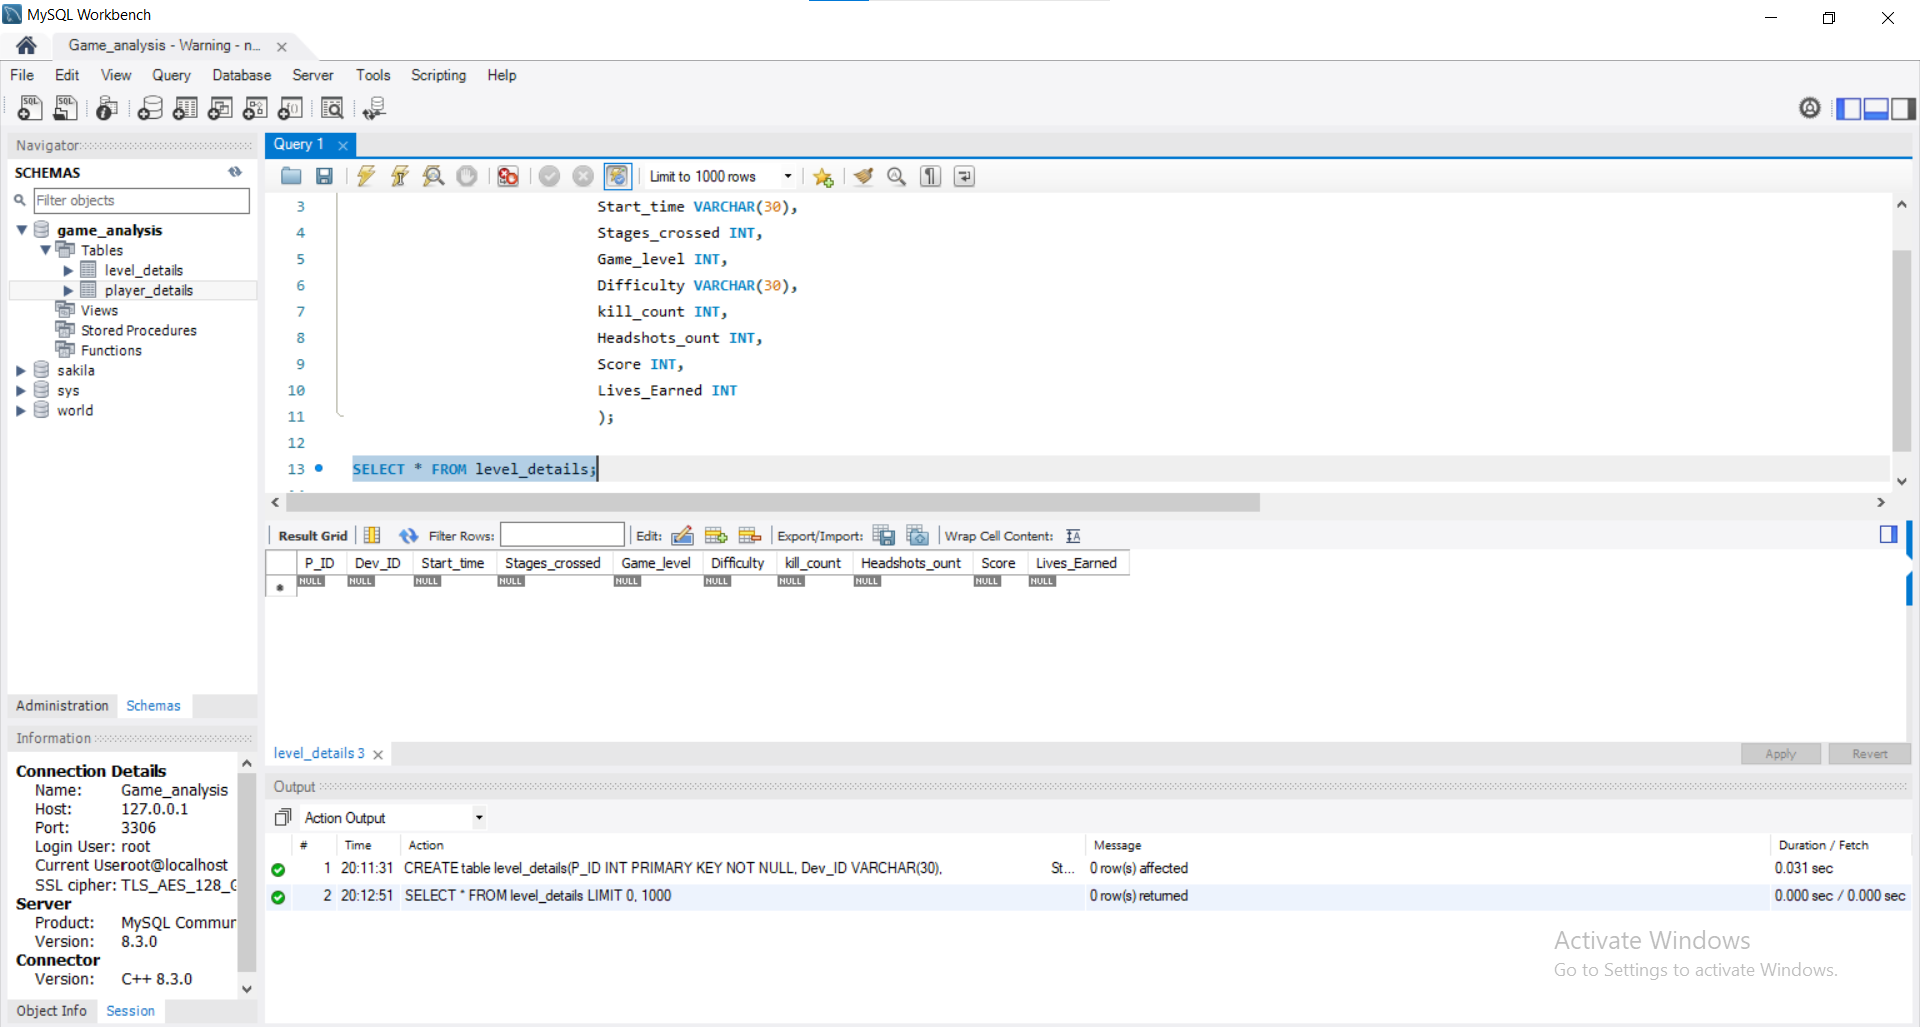 MySQL Workbench
Game_analysis - Warning - n...
File Edit View Query Database Server Tools Scripting Help
Navigator
SCHEMAS
Filter objects
game_analysis
Tables
level_details
player_details
Views
Stored Procedures
Functions
sakila
sys
world
Administration Schemas
Information
Connection Details
Name: Game_analysis
Host: 127.0.0.1
Port: 3306
Login User: root
Current User: root@localhost
SSL cipher: TLS_AES_128_G
Server
Product: MySQL Commur
Version: 8.3.0
Connector
Version: C++ 8.3.0
Object Info Session
Query 1
Limit to 1000 rows
3 Start_time VARCHAR(30),
4 Stages_crossed INT,
5 Game_level INT,
6 Difficulty VARCHAR(30),
7 kill_count INT,
8 Headshots_ount INT,
9 Score INT,
10 Lives_Earned INT
11 );
12
13 SELECT * FROM level_details;
Result Grid Filter Rows: Edit: Export/Import: Wrap Cell Content:
P_ID Dev_ID Start_time Stages_crossed Game_level Difficulty kill_count Headshots_ount Score Lives_Earned
NULL NULL NULL NULL NULL NULL NULL NULL NULL NULL
level_details 3 Apply Revert
Output
Action Output
# Time Action Message Duration / Fetch
1 20:11:31 CREATE table level_details(P_ID INT PRIMARY KEY NOT NULL, Dev_ID VARCHAR(30), St... 0 row(s) affected 0.031 sec
2 20:12:51 SELECT * FROM level_details LIMIT 0, 1000 0 row(s) returned 0.000 sec / 0.000 sec
Activate Windows
Go to Settings to activate Windows.